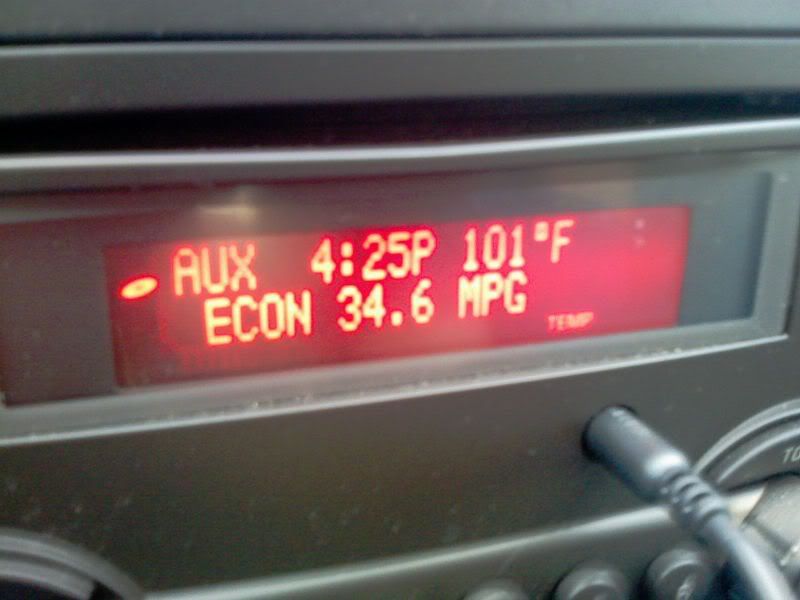 AUX 4:25P 101°F
ECON 34.6 MPG
TEMP